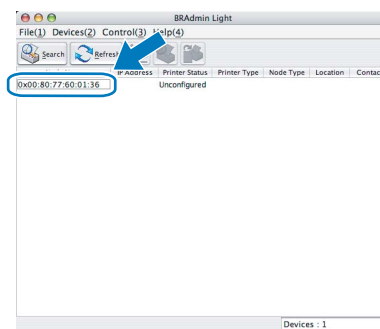 BRAdmin Light
File(1) Devices(2) Control(3) Help(4)
Search Refresh
IP Address Printer Status Printer Type Node Type Location Contac
0x00:80:77:60:01:36 Unconfigured
Devices : 1